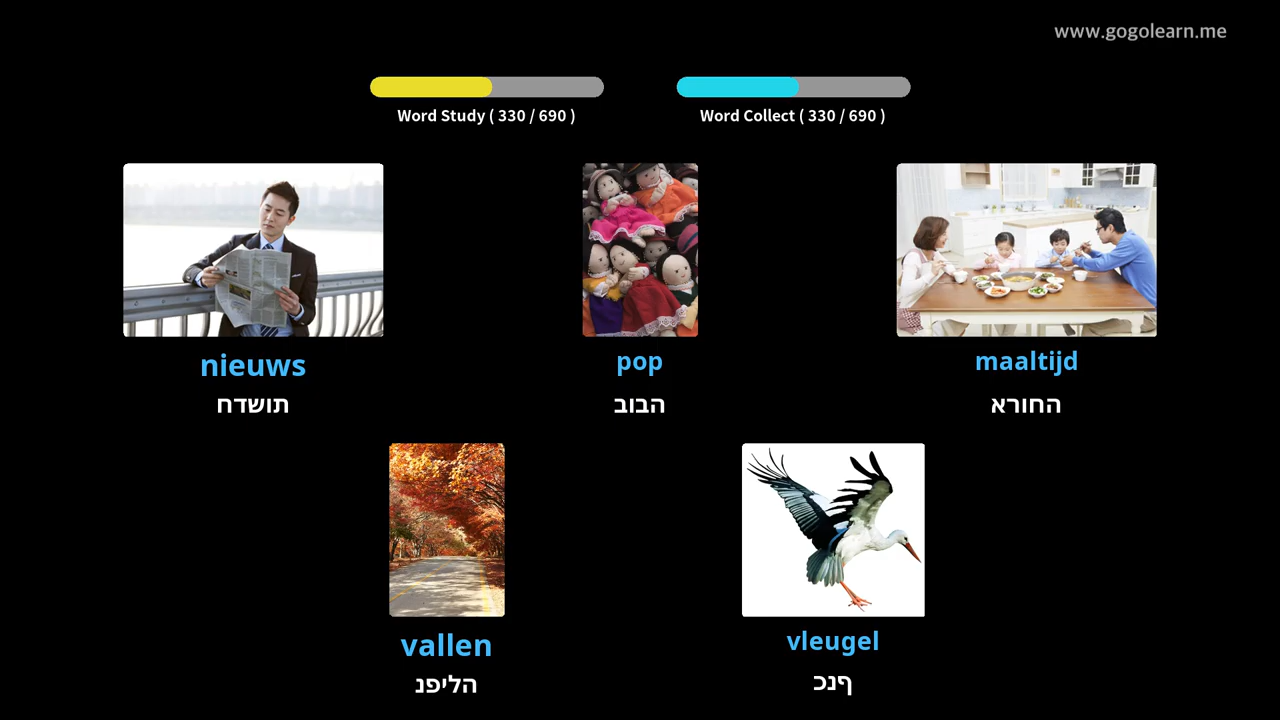 www.gogolearn.me
Word Study ( 330 / 690 )
Word Collect ( 330 / 690 )
nieuws
תושדח
pop
הבוב
maaltijd
החורא
vallen
הליפנ
vleugel
ףנכ